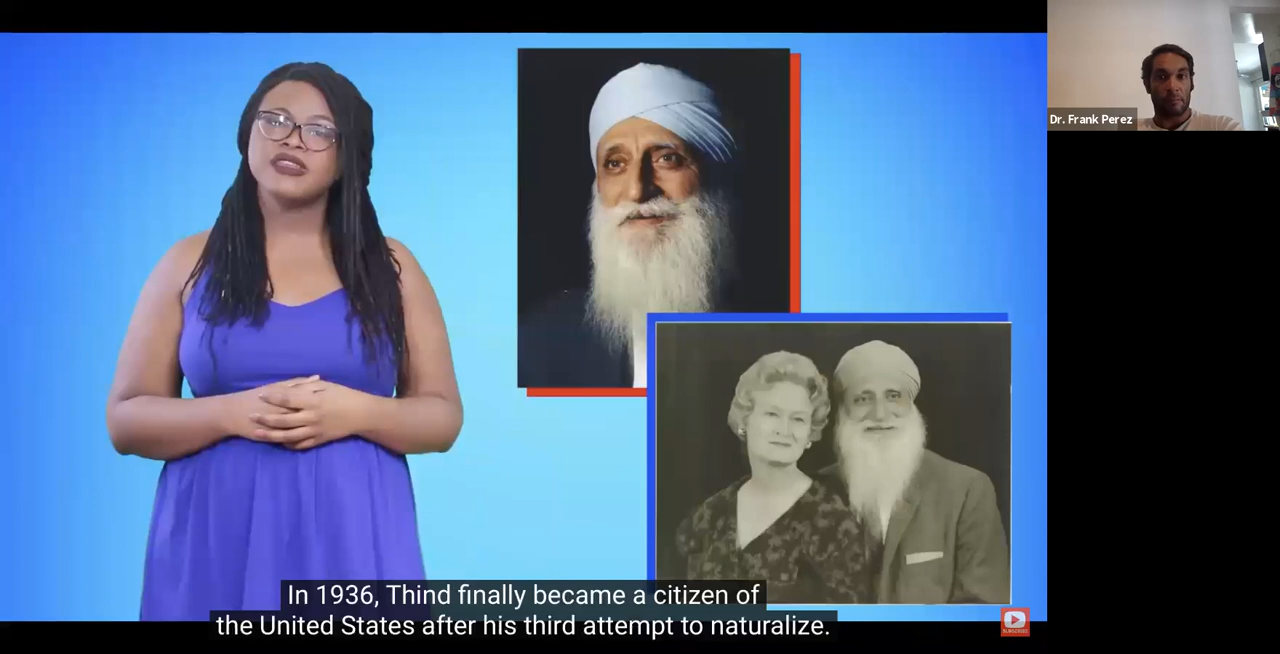 Dr. Frank Perez
In 1936, Thind finally became a citizen of
the United States after his third attempt to naturalize.
SUBSCRIBE